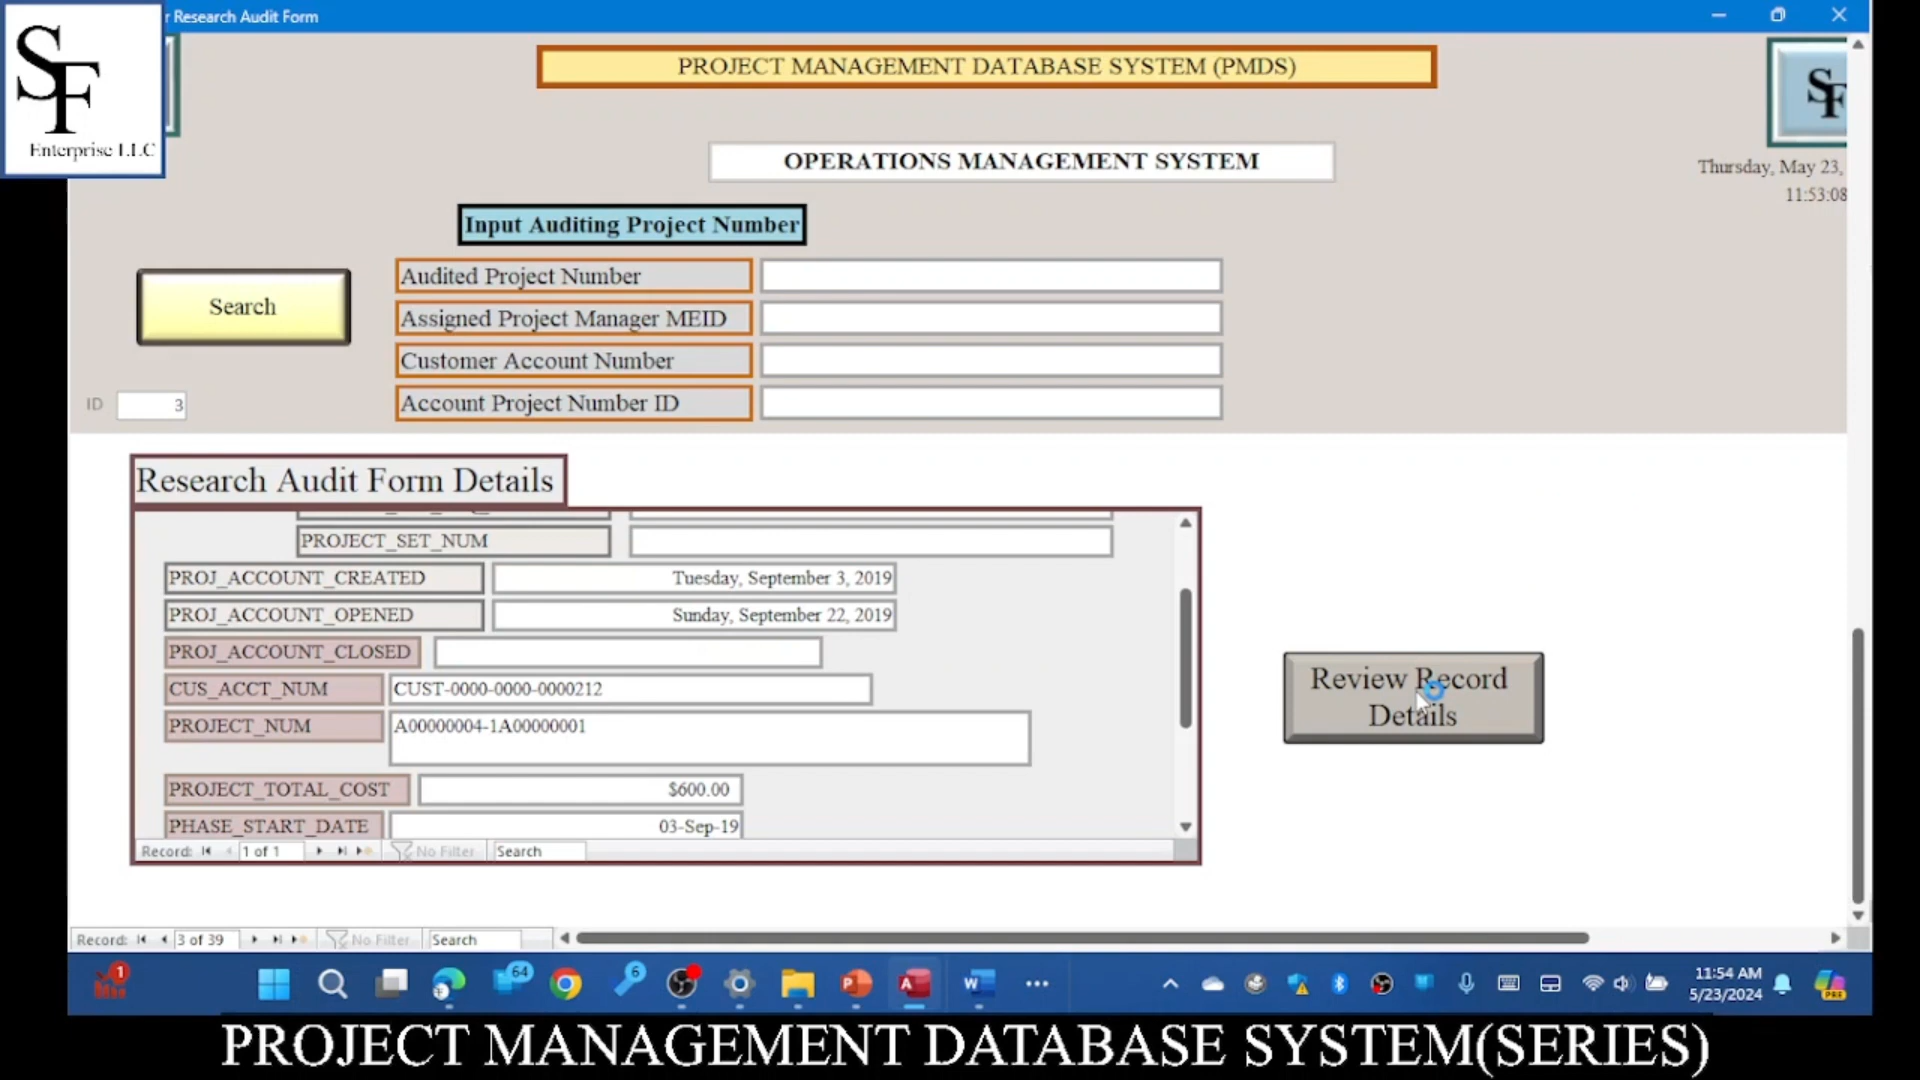 r Research Audit Form
SF
Enterprise LLC
PROJECT MANAGEMENT DATABASE SYSTEM (PMDS)
SF
OPERATIONS MANAGEMENT SYSTEM
Thursday, May 23,
11:53:08
Input Auditing Project Number
Search
Audited Project Number
Assigned Project Manager MEID
Customer Account Number
Account Project Number ID
ID 3
Research Audit Form Details
PROJECT_SET_NUM
PROJ_ACCOUNT_CREATED Tuesday, September 3, 2019
PROJ_ACCOUNT_OPENED Sunday, September 22, 2019
PROJ_ACCOUNT_CLOSED
CUS_ACCT_NUM CUST-0000-0000-0000212
PROJECT_NUM A00000004-1A00000001
PROJECT_TOTAL_COST $600.00
PHASE_START_DATE 03-Sep-19
Record: 1 of 1 No Filter Search
Review Record
Details
Record: 3 of 39 No Filter Search
1
64
6
P
A
W
PRE
11:54 AM
5/23/2024
PROJECT MANAGEMENT DATABASE SYSTEM(SERIES)